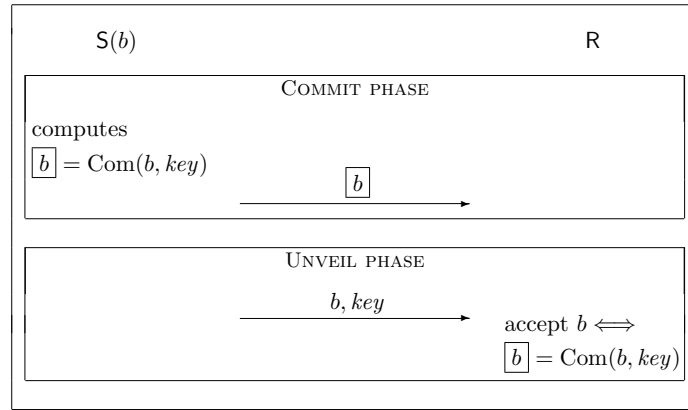 S(b) R
COMMIT PHASE
computes
b = Com(b, key)
b
UNVEIL PHASE
b, key
accept b ⟺
b = Com(b, key)